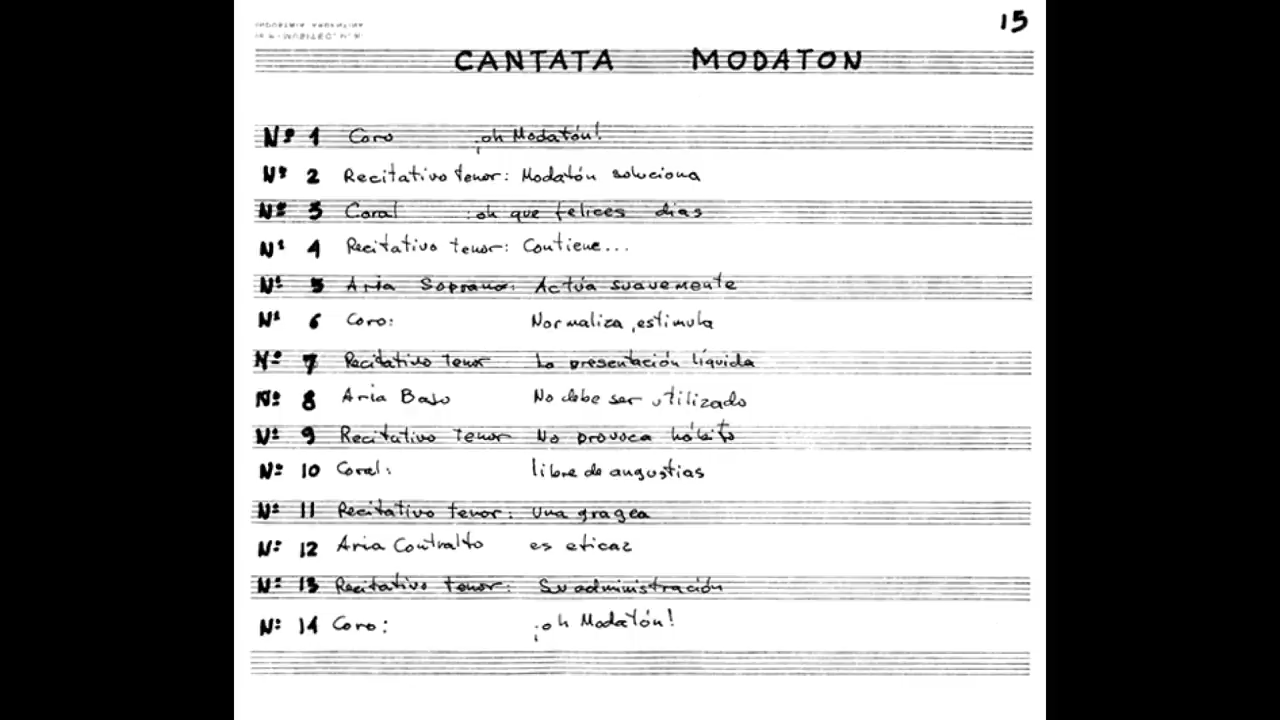 15
CANTATA MODATON
Nº 1 Coro ¡oh Modatón!
Nº 2 Recitativo tenor: Modatón soluciona
Nº 3 Coral ¡oh que felices dias
Nº 4 Recitativo tenor: Contiene...
Nº 5 Aria Soprano: Actúa suavemente
Nº 6 Coro: Normaliza, estimula
Nº 7 Recitativo tenor La presentación líquida
Nº 8 Aria Bajo No debe ser utilizado
Nº 9 Recitativo tenor No provoca hábito
Nº 10 Coral: libre de angustias
Nº 11 Recitativo tenor: Una gragea
Nº 12 Aria Contralto es eficaz
Nº 13 Recitativo tenor: Su administración
Nº 14 Coro: ¡oh Modatón!